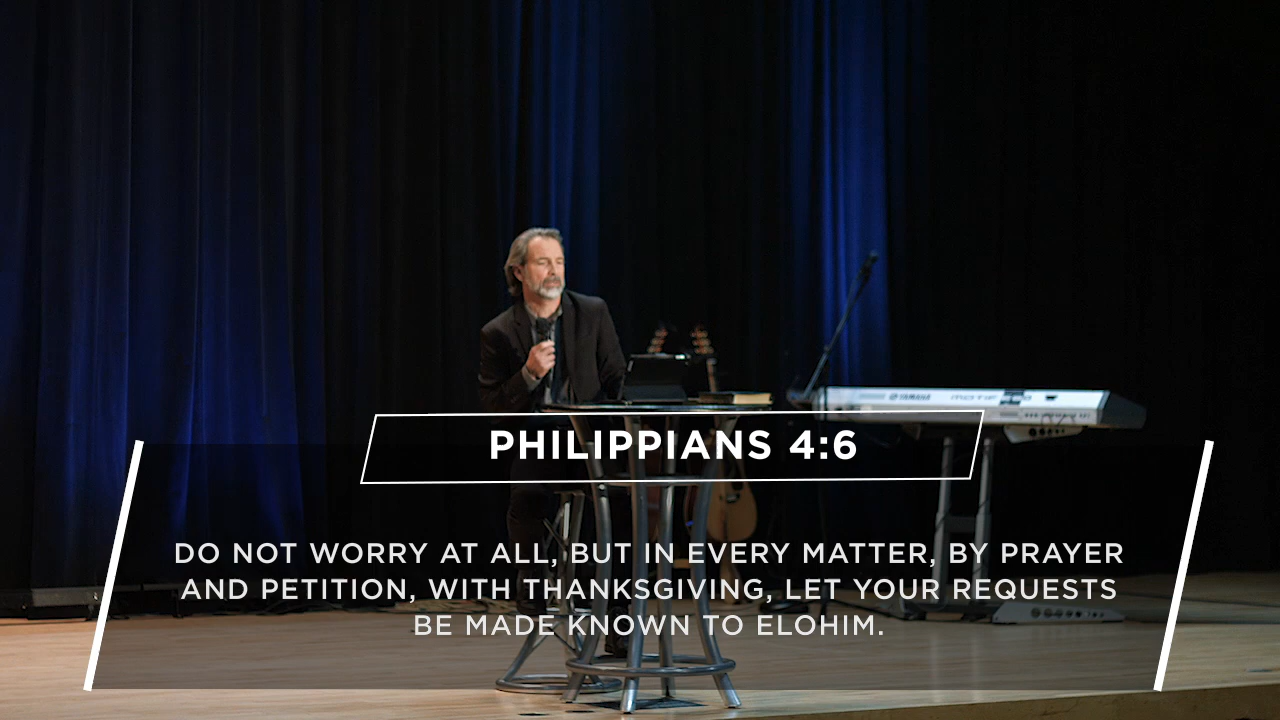 PHILIPPIANS 4:6
DO NOT WORRY AT ALL, BUT IN EVERY MATTER, BY PRAYER
AND PETITION, WITH THANKSGIVING, LET YOUR REQUESTS
BE MADE KNOWN TO ELOHIM.
YAMAHA